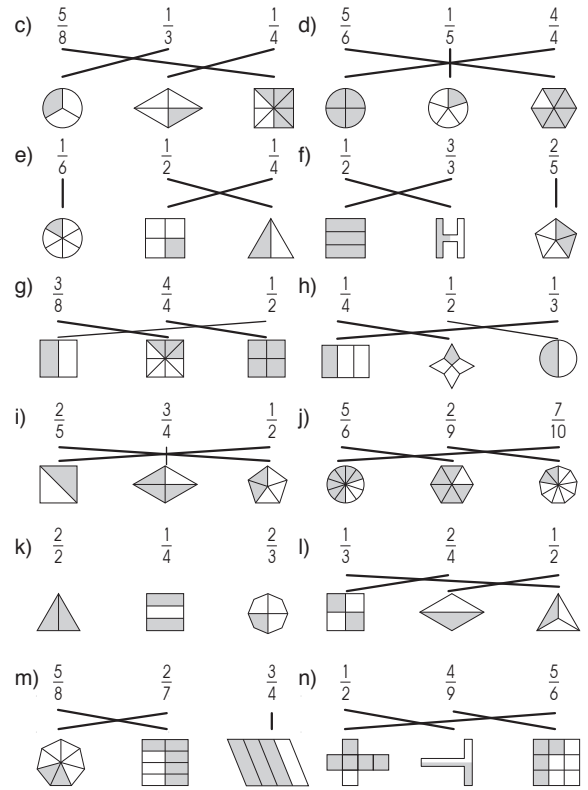 c) 5/8 1/3 1/4
d) 5/6 1/5 4/4
e) 1/6 1/2 1/4
f) 1/2 3/3 2/5
g) 3/8 4/4 1/2
h) 1/4 1/2 1/3
i) 2/5 3/4 1/2
j) 5/6 2/9 7/10
k) 2/2 1/4 2/3
l) 1/3 2/4 1/2
m) 5/8 2/7 3/4
n) 1/2 4/9 5/6